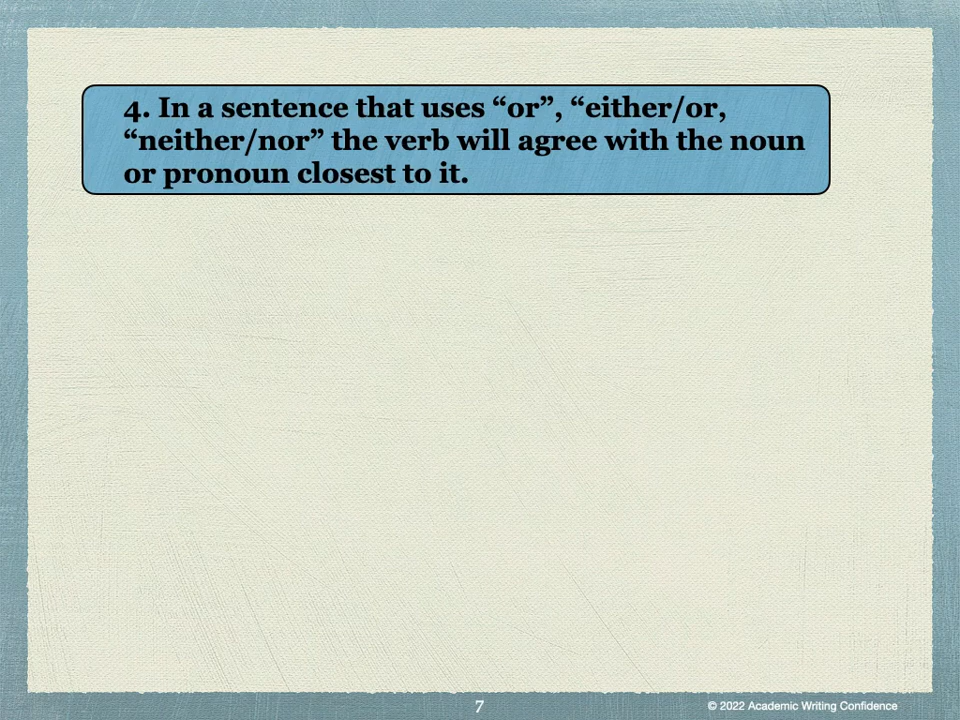 4. In a sentence that uses “or”, “either/or,
“neither/nor” the verb will agree with the noun
or pronoun closest to it.
7
© 2022 Academic Writing Confidence